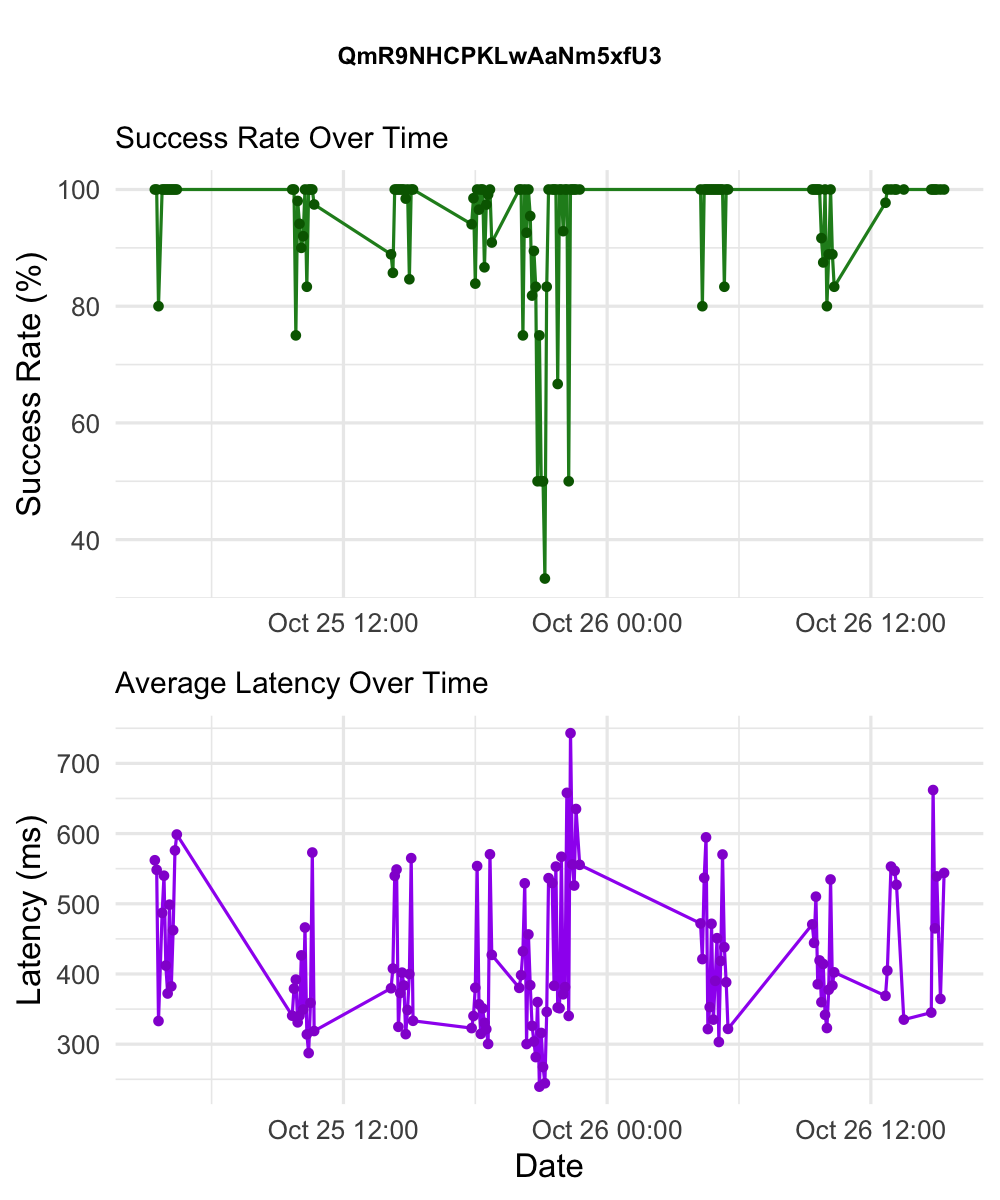 QmR9NHCPKLwAaNm5xfU3
Success Rate Over Time
Success Rate (%)
100
80
60
40
Oct 25 12:00 Oct 26 00:00 Oct 26 12:00
Average Latency Over Time
Latency (ms)
700
600
500
400
300
Oct 25 12:00 Oct 26 00:00 Oct 26 12:00
Date